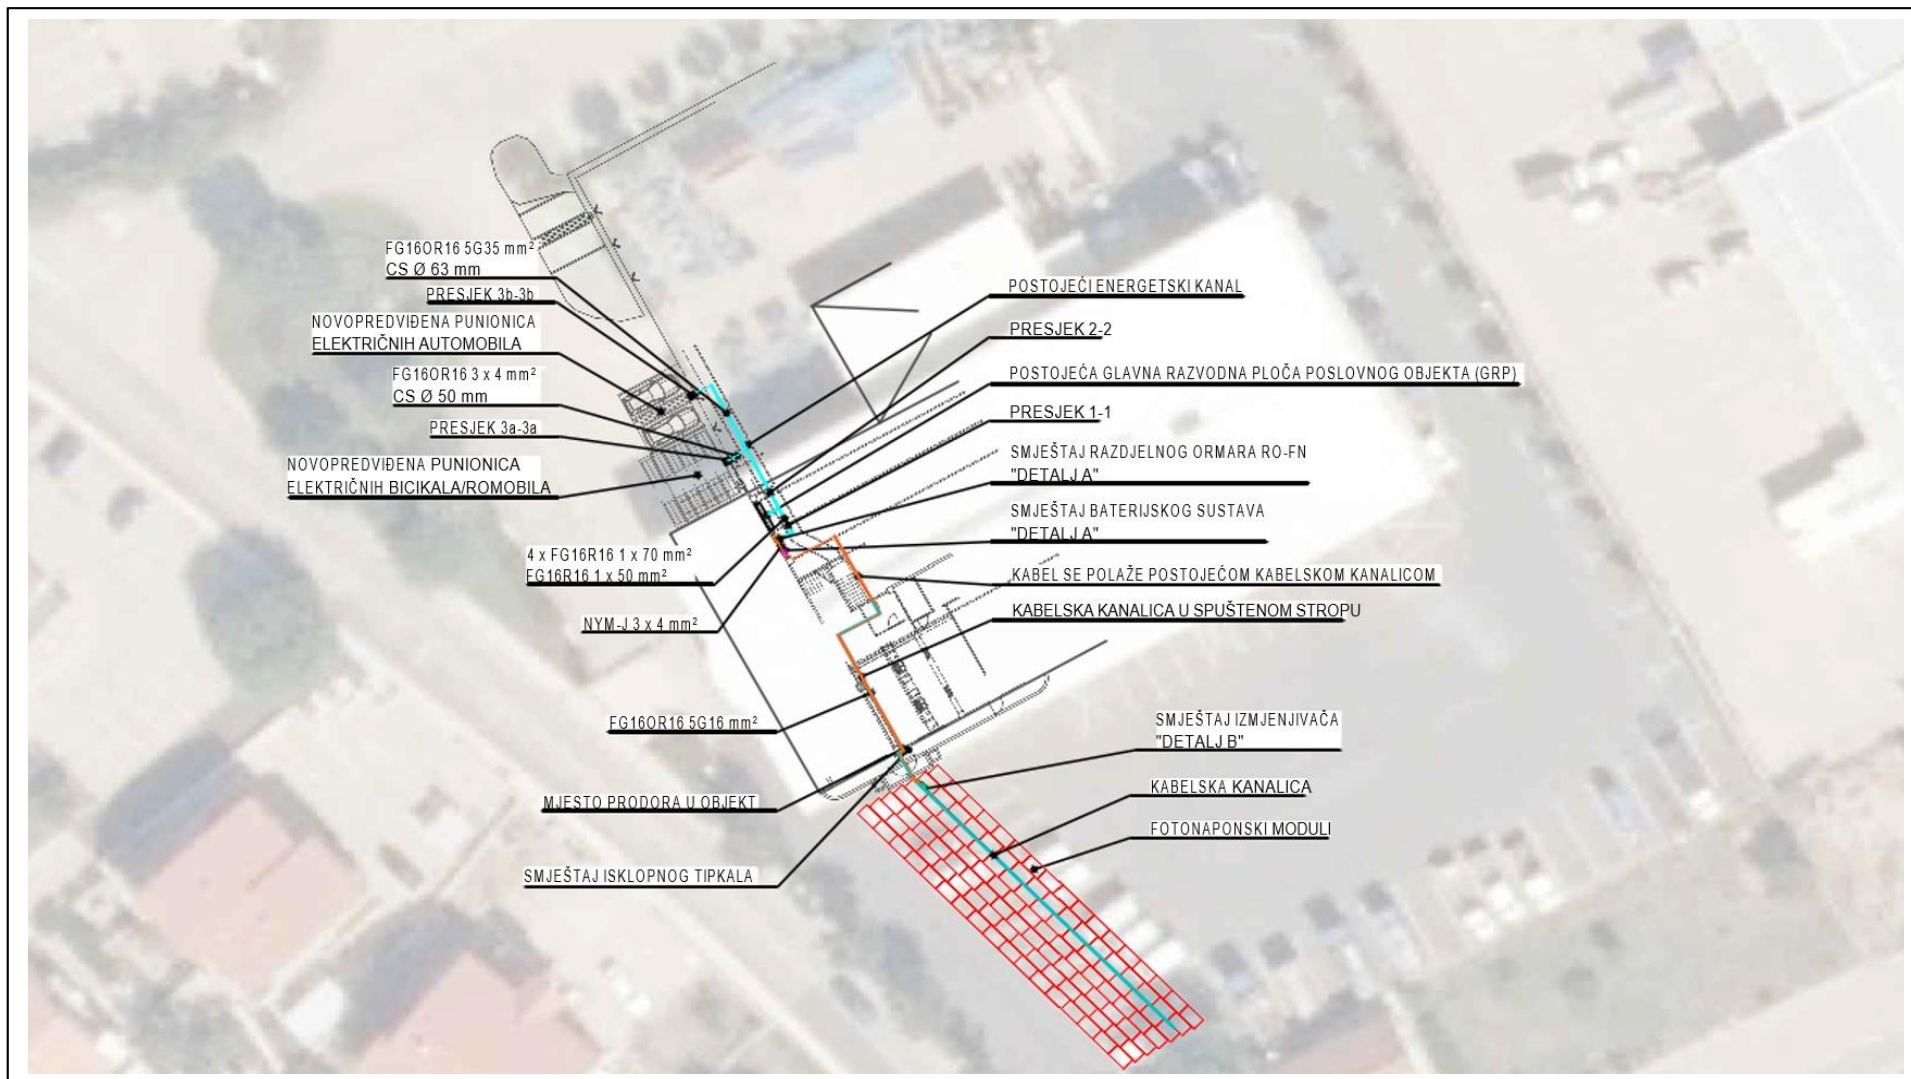 FG16OR16 5G35 mm²
CS Ø 63 mm
PRESJEK 3b-3b
NOVOPREDVIĐENA PUNIONICA
ELEKTRIČNIH AUTOMOBILA
FG16OR16 3 x 4 mm²
CS Ø 50 mm
PRESJEK 3a-3a
NOVOPREDVIĐENA PUNIONICA
ELEKTRIČNIH BICIKALA/ROMOBILA
4 x FG16R16 1 x 70 mm²
FG16R16 1 x 50 mm²
NYM-J 3 x 4 mm²
FG16OR16 5G16 mm²
MJESTO PRODORA U OBJEKT
SMJEŠTAJ ISKLOPNOG TIPKALA
POSTOJEĆI ENERGETSKI KANAL
PRESJEK 2-2
POSTOJEĆA GLAVNA RAZVODNA PLOČA POSLOVNOG OBJEKTA (GRP)
PRESJEK 1-1
SMJEŠTAJ RAZDJELNOG ORMARA RO-FN
"DETALJ A"
SMJEŠTAJ BATERIJSKOG SUSTAVA
"DETALJ A"
KABEL SE POLAŽE POSTOJEĆOM KABELSKOM KANALICOM
KABELSKA KANALICA U SPUŠTENOM STROPU
SMJEŠTAJ IZMJENJIVAČA
"DETALJ B"
KABELSKA KANALICA
FOTONAPONSKI MODULI